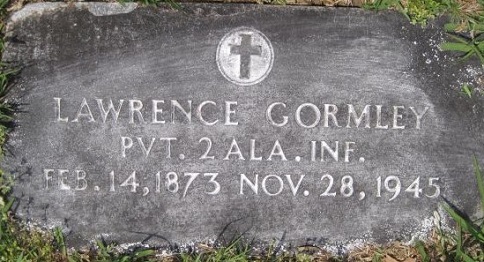 LAWRENCE GORMLEY
PVT. 2 ALA. INF.
FEB. 14, 1873 NOV. 28, 1945